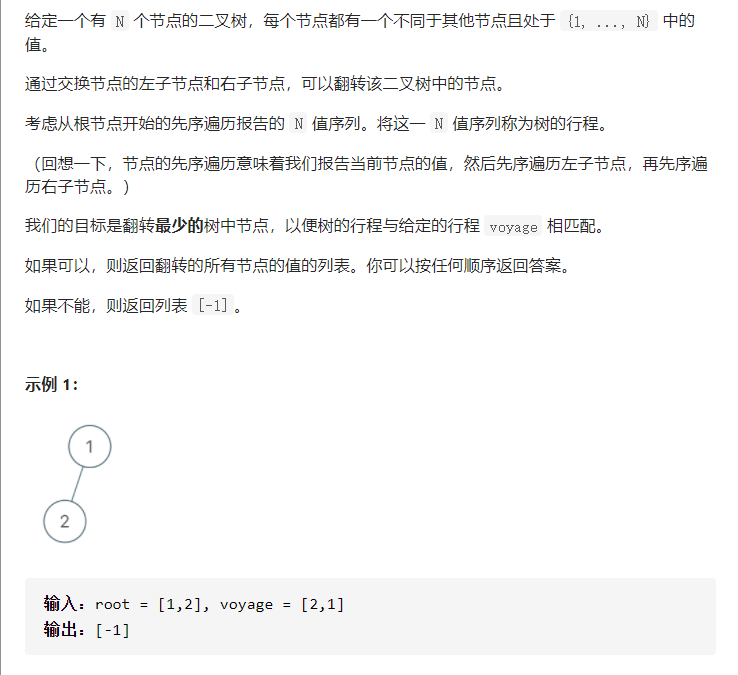 给定一个有 N 个节点的二叉树，每个节点都有一个不同于其他节点且处于 {1, ..., N} 中的
值。
通过交换节点的左子节点和右子节点，可以翻转该二叉树中的节点。
考虑从根节点开始的先序遍历报告的 N 值序列。将这一 N 值序列称为树的行程。
（回想一下，节点的先序遍历意味着我们报告当前节点的值，然后先序遍历左子节点，再先序遍
历右子节点。）
我们的目标是翻转最少的树中节点，以便树的行程与给定的行程 voyage 相匹配。
如果可以，则返回翻转的所有节点的值的列表。你可以按任何顺序返回答案。
如果不能，则返回列表 [-1]。
示例 1：
1
2
输入：root = [1,2], voyage = [2,1]
输出：[-1]